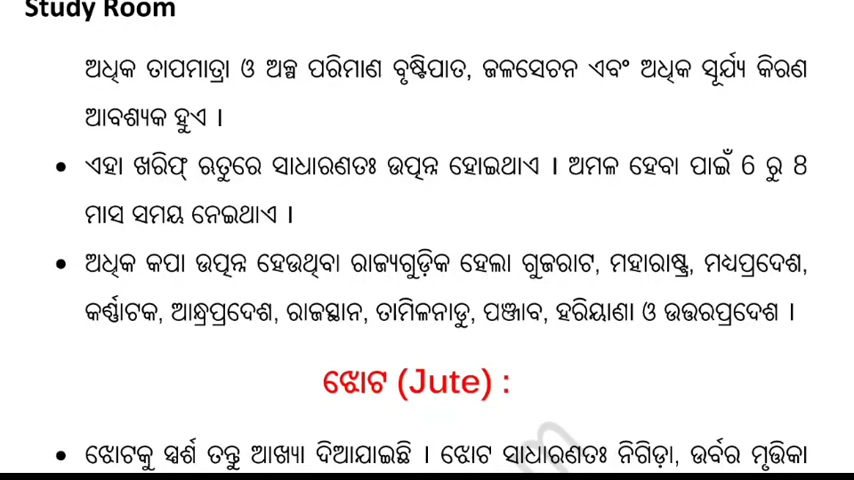 Study Room
ଅଧିକ ତାପମାତ୍ରା ଓ ଅଳ୍ପ ପରିମାଣ ବୃଷ୍ଟିପାତ, ଜଳସେଚନ ଏବଂ ଅଧିକ ସୂର୍ଯ୍ୟ କିରଣ
ଆବଶ୍ୟକ ହୁଏ ।
• ଏହା ଖରିଫ୍ ଋତୁରେ ସାଧାରଣତଃ ଉତ୍ପନ୍ନ ହୋଇଥାଏ । ଅମଳ ହେବା ପାଇଁ 6 ରୁ 8
ମାସ ସମୟ ନେଇଥାଏ ।
• ଅଧିକ କପା ଉତ୍ପନ୍ନ ହେଉଥିବା ରାଜ୍ୟଗୁଡ଼ିକ ହେଲା ଗୁଜରାଟ, ମହାରାଷ୍ଟ୍ର, ମଧ୍ୟପ୍ରଦେଶ,
କର୍ଣ୍ଣାଟକ, ଆନ୍ଧ୍ରପ୍ରଦେଶ, ରାଜସ୍ଥାନ, ତାମିଲନାଡୁ, ପଞ୍ଜାବ, ହରିୟାଣା ଓ ଉତ୍ତରପ୍ରଦେଶ ।
ଝୋଟ (Jute) :
• ଝୋଟକୁ ସ୍ୱର୍ଣ ତନ୍ତୁ ଆଖ୍ୟା ଦିଆଯାଇଛି । ଝୋଟ ସାଧାରଣତଃ ନିଗିଡ଼ା, ଉର୍ବର ମୃତ୍ତିକା